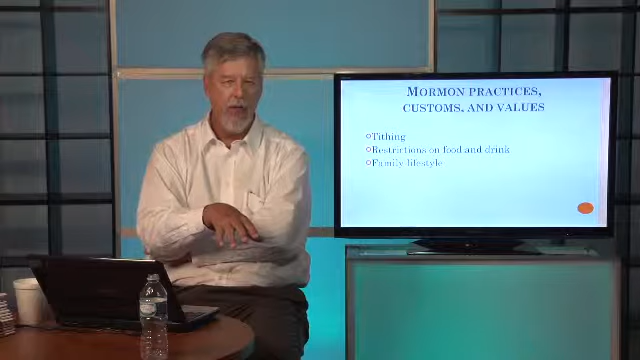 MORMON PRACTICES,
CUSTOMS, AND VALUES
Tithing
Restrictions on food and drink
Family lifestyle